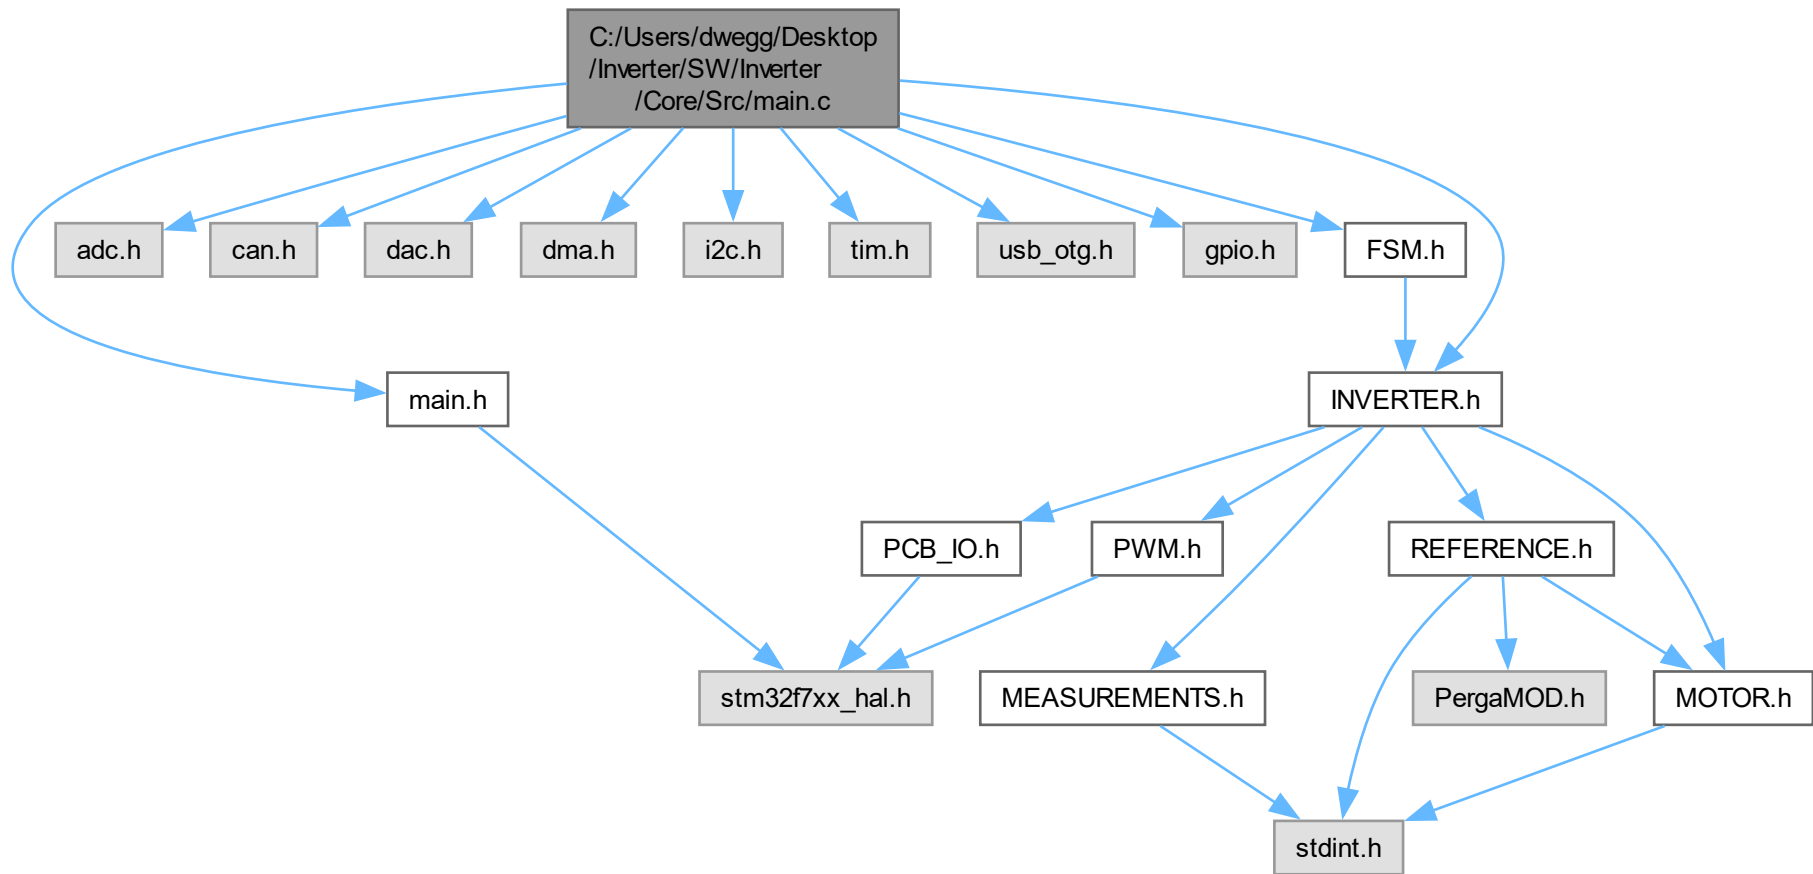 C:/Users/dwegg/Desktop
/Inverter/SW/Inverter
/Core/Src/main.c
adc.h
can.h
dac.h
dma.h
i2c.h
tim.h
usb_otg.h
gpio.h
FSM.h
main.h
INVERTER.h
PCB_IO.h
PWM.h
REFERENCE.h
stm32f7xx_hal.h
MEASUREMENTS.h
PergaMOD.h
MOTOR.h
stdint.h